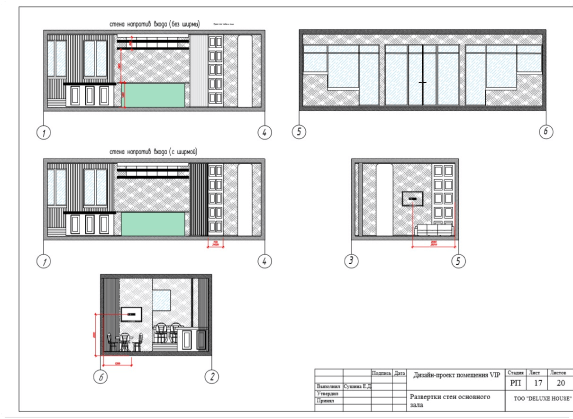 стена напротив входа (без ширмы)
1
4
5
6
стена напротив входа (с ширмой)
1
4
3
5
6
2
Подпись Дата
Дизайн-проект помещения VIP
Стадия Лист Листов
РП 17 20
Выполнил
Утвердил
Принял
Развертки стен основного
зала
ТОО "DELUXE HOUSE"